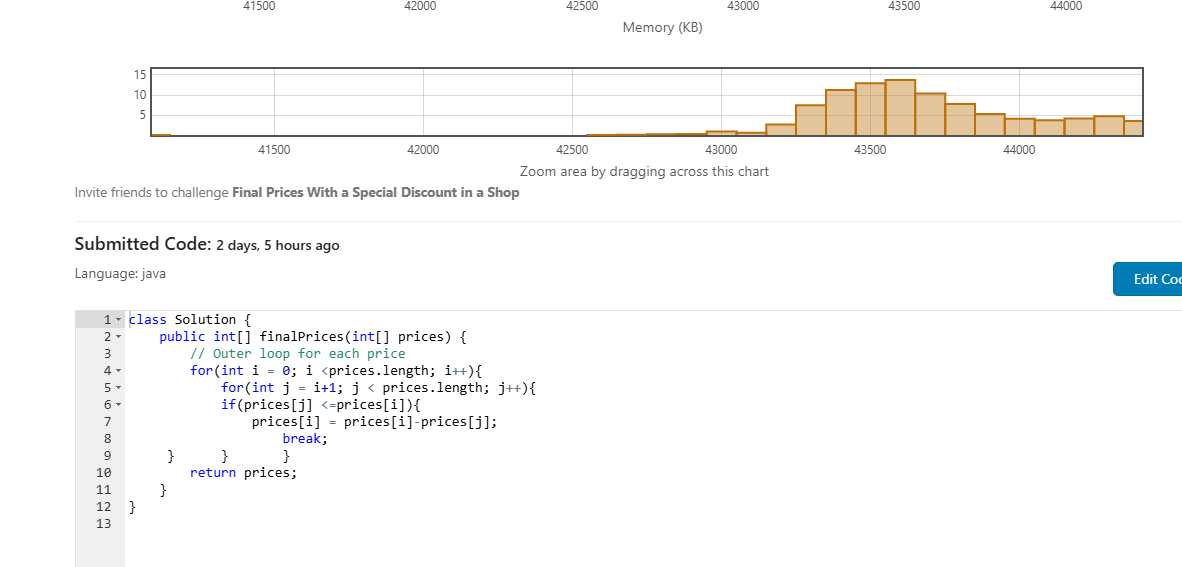 41500 42000 42500 43000 43500 44000
Memory (KB)
15
10
5
41500 42000 42500 43000 43500 44000
Zoom area by dragging across this chart
Invite friends to challenge Final Prices With a Special Discount in a Shop
Submitted Code: 2 days, 5 hours ago
Language: java
Edit Coc
1 class Solution {
2     public int[] finalPrices(int[] prices) {
3         // Outer loop for each price
4         for(int i = 0; i <prices.length; i++){
5             for(int j = i+1; j < prices.length; j++){
6             if(prices[j] <=prices[i]){
7                 prices[i] = prices[i]-prices[j];
8                     break;
9      }      }       }
10         return prices;
11     }
12 }
13